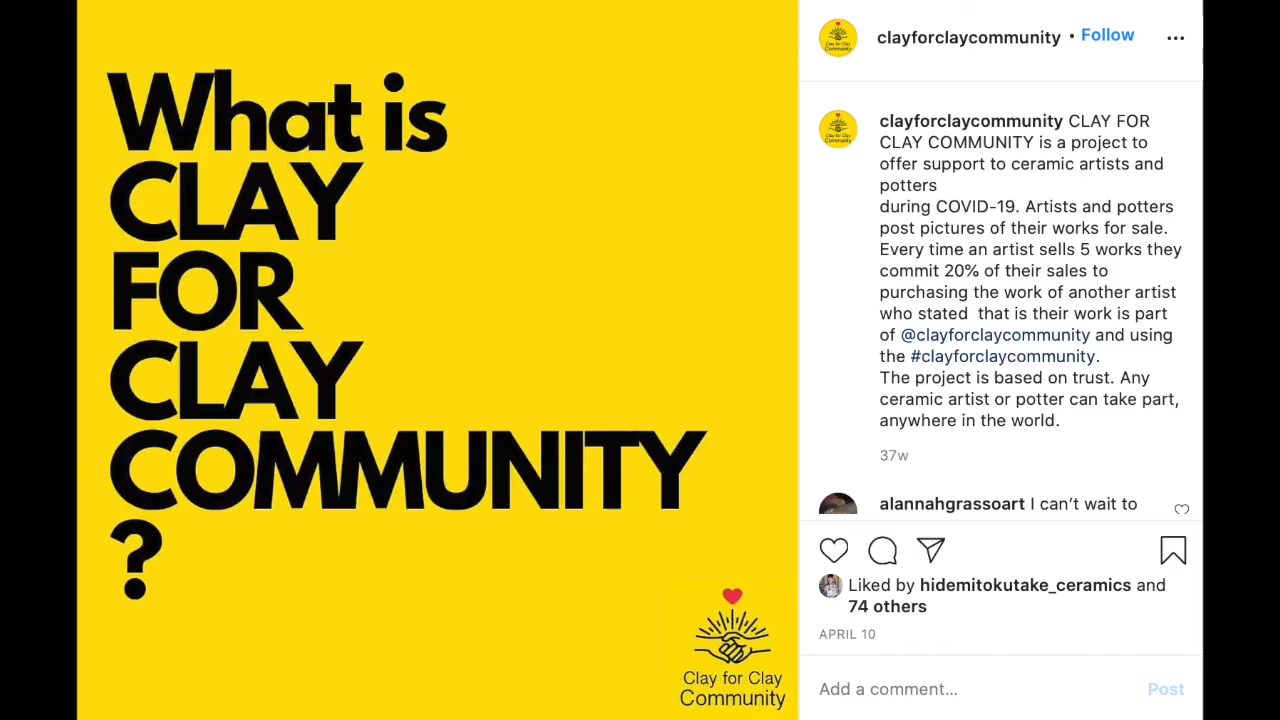 What is
CLAY
FOR
CLAY
COMMUNITY
?
Clay for Clay
Community
clayforclaycommunity • Follow
clayforclaycommunity CLAY FOR
CLAY COMMUNITY is a project to
offer support to ceramic artists and
potters
during COVID-19. Artists and potters
post pictures of their works for sale.
Every time an artist sells 5 works they
commit 20% of their sales to
purchasing the work of another artist
who stated  that is their work is part
of @clayforclaycommunity and using
the #clayforclaycommunity.
The project is based on trust. Any
ceramic artist or potter can take part,
anywhere in the world.
37w
alannahgrassoart I can't wait to
Liked by hidemitokutake_ceramics and
74 others
APRIL 10
Add a comment...
Post